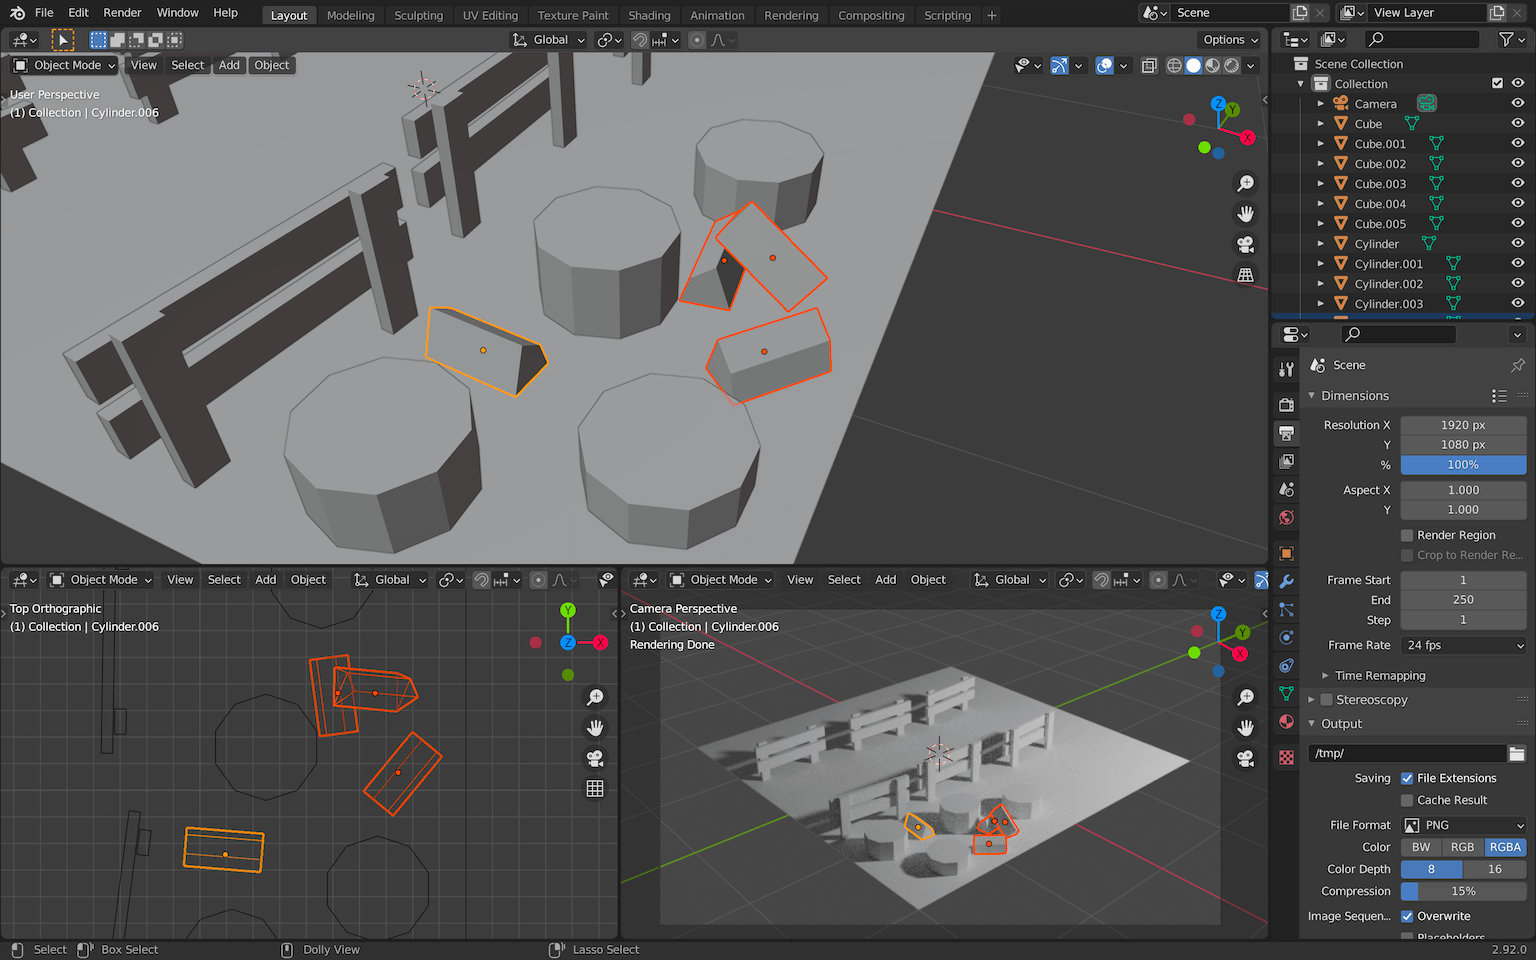 File Edit Render Window Help
Layout Modeling Sculpting UV Editing Texture Paint Shading Animation Rendering Compositing Scripting +
Scene
View Layer
Global
Options
Object Mode View Select Add Object
User Perspective
(1) Collection | Cylinder.006
Z
Y
X
Scene Collection
Collection
Camera
Cube
Cube.001
Cube.002
Cube.003
Cube.004
Cube.005
Cylinder
Cylinder.001
Cylinder.002
Cylinder.003
Scene
Dimensions
Resolution X 1920 px
Y 1080 px
% 100%
Aspect X 1.000
Y 1.000
Render Region
Crop to Render Re...
Frame Start 1
End 250
Step 1
Frame Rate 24 fps
Time Remapping
Stereoscopy
Output
/tmp/
Saving File Extensions
Cache Result
File Format PNG
Color BW RGB RGBA
Color Depth 8 16
Compression 15%
Image Sequen... Overwrite
Placeholders
Object Mode View Select Add Object Global
Top Orthographic
(1) Collection | Cylinder.006
Y
Z
X
Object Mode View Select Add Object Global
Camera Perspective
(1) Collection | Cylinder.006
Rendering Done
Z
Y
X
Select Box Select Dolly View Lasso Select 2.92.0